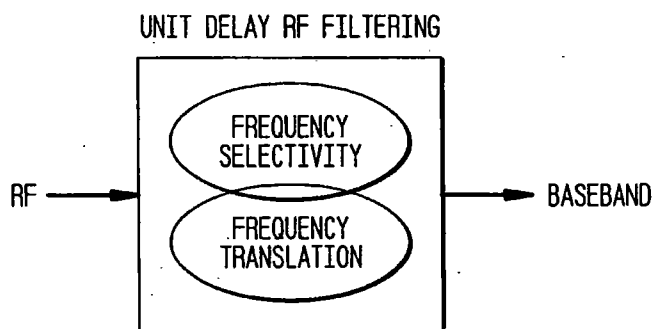 UNIT DELAY RF FILTERING
FREQUENCY
SELECTIVITY
RF
BASEBAND
FREQUENCY
TRANSLATION